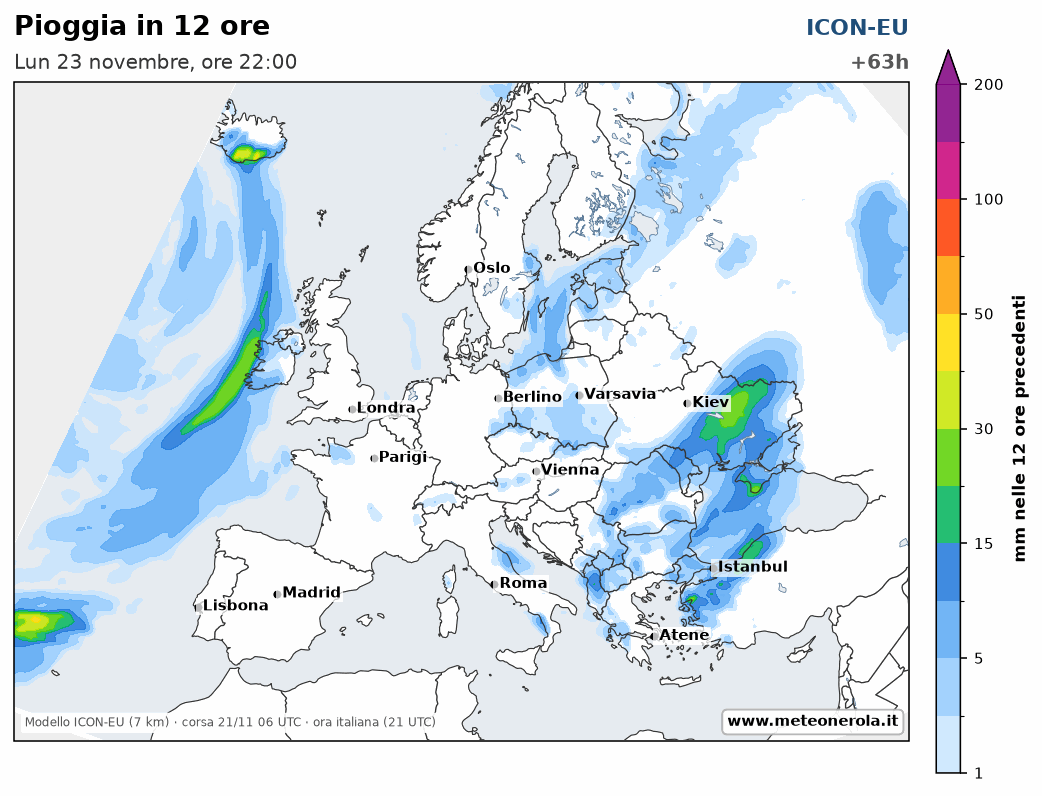 Pioggia in 12 ore
ICON-EU
Lun 23 novembre, ore 22:00
+63h
200
100
50
30
15
5
1
mm nelle 12 ore precedenti
Oslo
Berlino
Varsavia
Londra
Kiev
Parigi
Vienna
Istanbul
Roma
Madrid
Lisbona
Atene
Modello ICON-EU (7 km) · corsa 21/11 06 UTC · ora italiana (21 UTC)
www.meteonerola.it